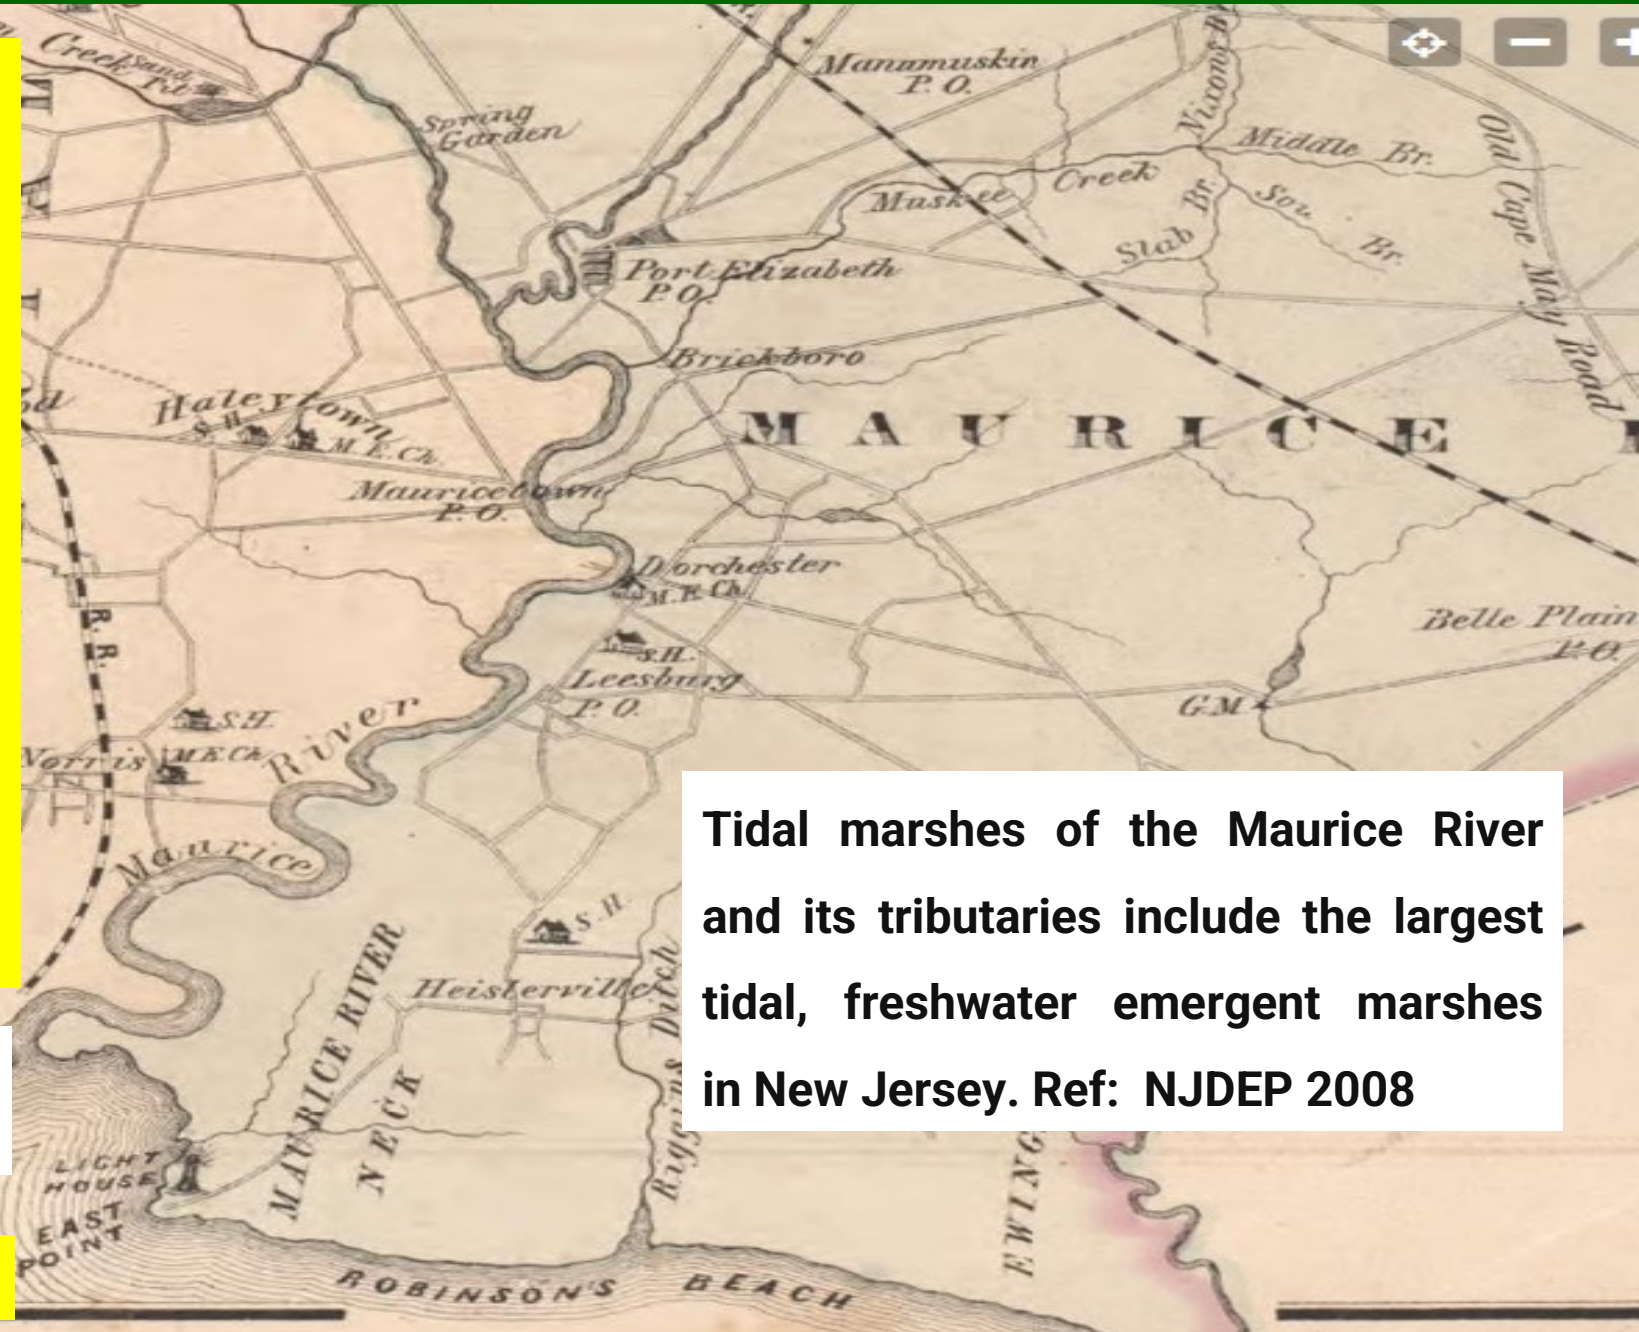 Creek
Sand
Pit
Spring
Garden
Manumuskin
P. O.
Nixons Br
Middle Br.
Muskee Creek
Slab Br.
Sou. Br.
Old Cape May Road
Port Elizabeth
P. O.
Brickboro
Haleytown
S. H.
M E. Ch.
MAURICE
Mauricetown
P. O.
Dorchester
M. E. Ch.
S.H.
Leesburg
P. O.
Belle Plain
P. O.
G M
R. R.
S.H.
Norris
M.E.Ch.
Maurice River
S. H.
Heislerville
MAURICE RIVER
NECK
Riggins Ditch
EWING
LIGHT
HOUSE
EAST
POINT
ROBINSON'S BEACH
Tidal marshes of the Maurice River
and its tributaries include the largest
tidal, freshwater emergent marshes
in New Jersey. Ref: NJDEP 2008